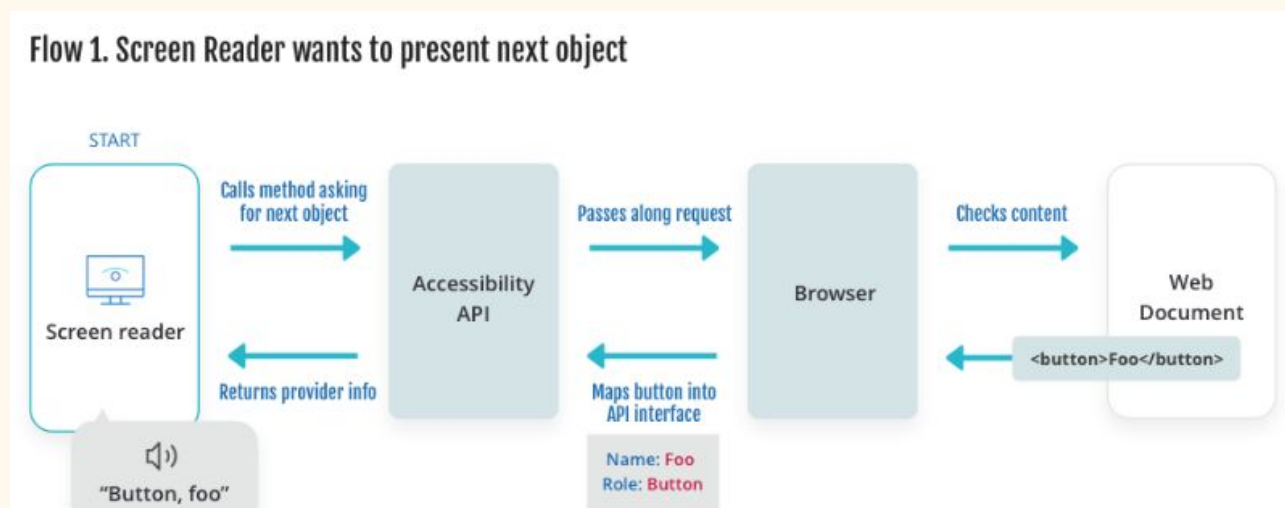 Flow 1. Screen Reader wants to present next object
START
Calls method asking
for next object
Passes along request
Checks content
Screen reader
Accessibility
API
Browser
Web
Document
<button>Foo</button>
Returns provider info
Maps button into
API interface
Name: Foo
Role: Button
“Button, foo”